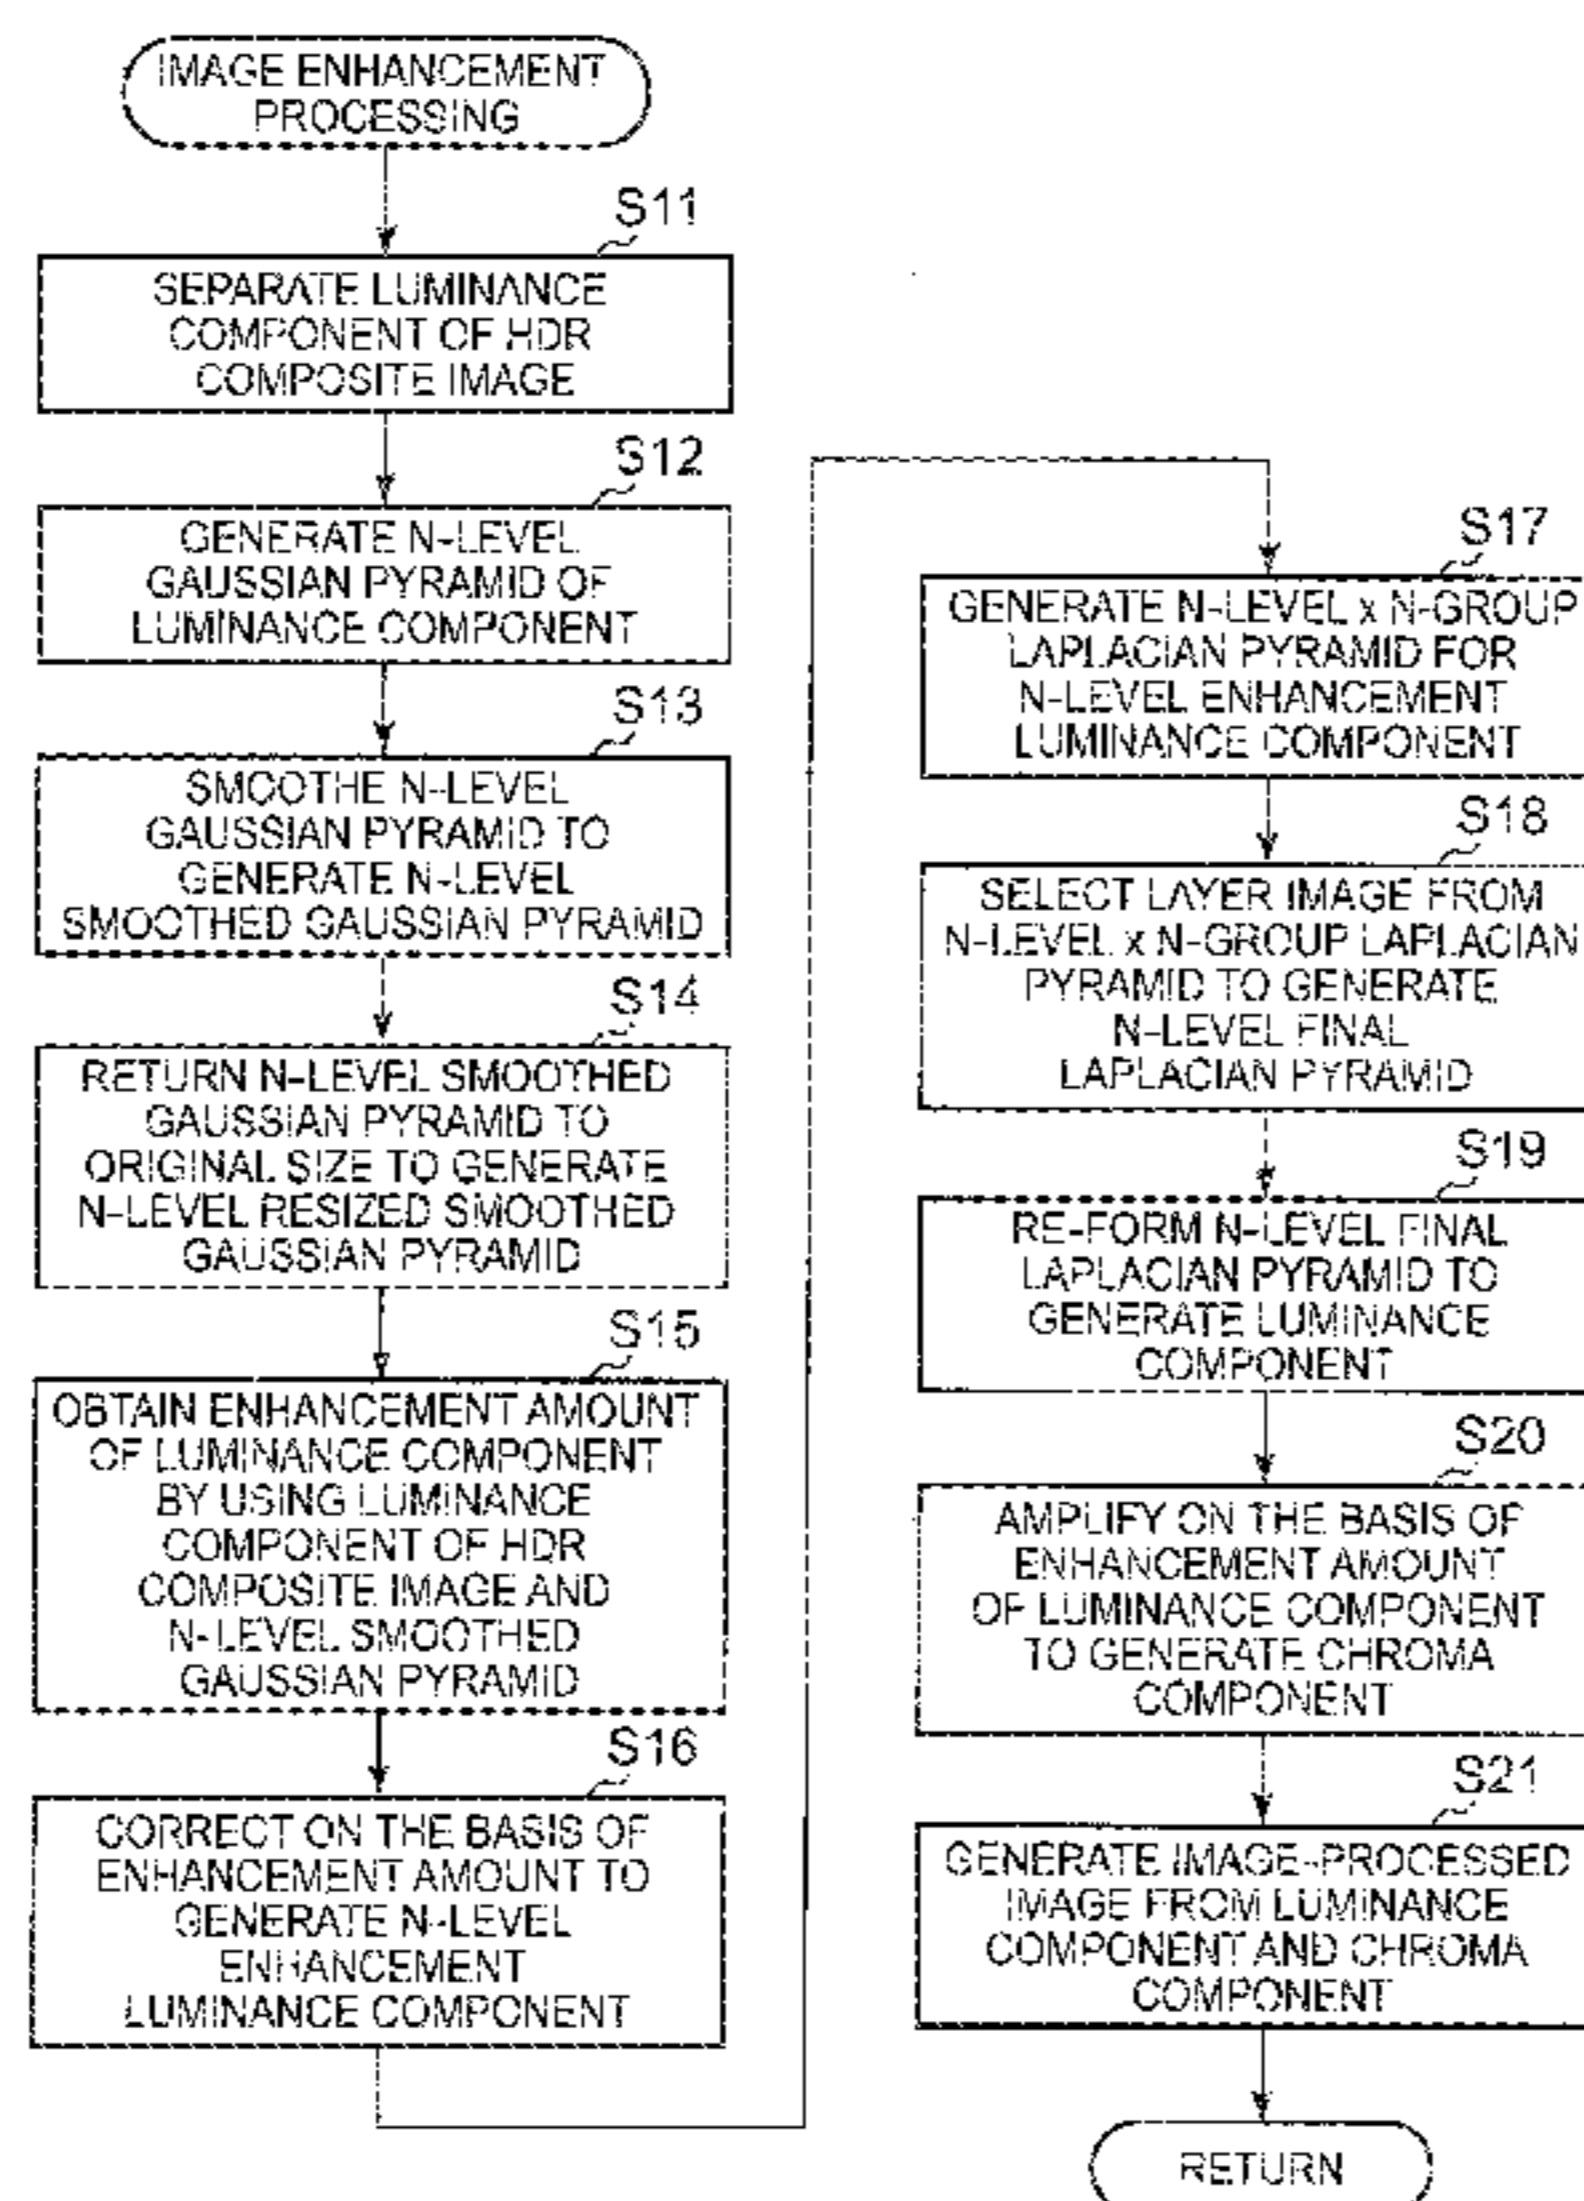 IMAGE ENHANCEMENT
PROCESSING
S11
SEPARATE LUMINANCE
COMPONENT OF HDR
COMPOSITE IMAGE
S12
GENERATE N-LEVEL
GAUSSIAN PYRAMID OF
LUMINANCE COMPONENT
S13
SMOOTHE N-LEVEL
GAUSSIAN PYRAMID TO
GENERATE N-LEVEL
SMOOTHED GAUSSIAN PYRAMID
S14
RETURN N-LEVEL SMOOTHED
GAUSSIAN PYRAMID TO
ORIGINAL SIZE TO GENERATE
N-LEVEL RESIZED SMOOTHED
GAUSSIAN PYRAMID
S15
OBTAIN ENHANCEMENT AMOUNT
OF LUMINANCE COMPONENT
BY USING LUMINANCE
COMPONENT OF HDR
COMPOSITE IMAGE AND
N-LEVEL SMOOTHED
GAUSSIAN PYRAMID
S16
CORRECT ON THE BASIS OF
ENHANCEMENT AMOUNT TO
GENERATE N-LEVEL
ENHANCEMENT
LUMINANCE COMPONENT
S17
GENERATE N-LEVEL x N-GROUP
LAPLACIAN PYRAMID FOR
N-LEVEL ENHANCEMENT
LUMINANCE COMPONENT
S18
SELECT LAYER IMAGE FROM
N-LEVEL x N-GROUP LAPLACIAN
PYRAMID TO GENERATE
N-LEVEL FINAL
LAPLACIAN PYRAMID
S19
RE-FORM N-LEVEL FINAL
LAPLACIAN PYRAMID TO
GENERATE LUMINANCE
COMPONENT
S20
AMPLIFY ON THE BASIS OF
ENHANCEMENT AMOUNT
OF LUMINANCE COMPONENT
TO GENERATE CHROMA
COMPONENT
S21
GENERATE IMAGE-PROCESSED
IMAGE FROM LUMINANCE
COMPONENT AND CHROMA
COMPONENT
RETURN